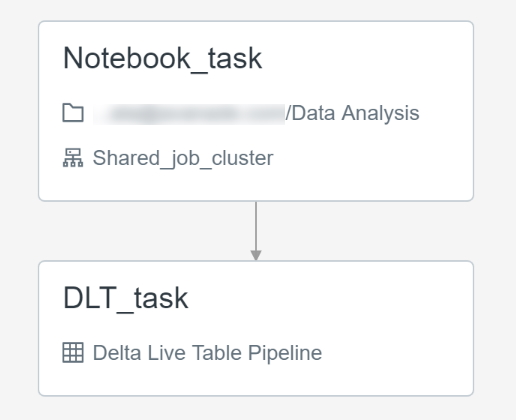 Notebook_task
/Data Analysis
Shared_job_cluster
DLT_task
Delta Live Table Pipeline